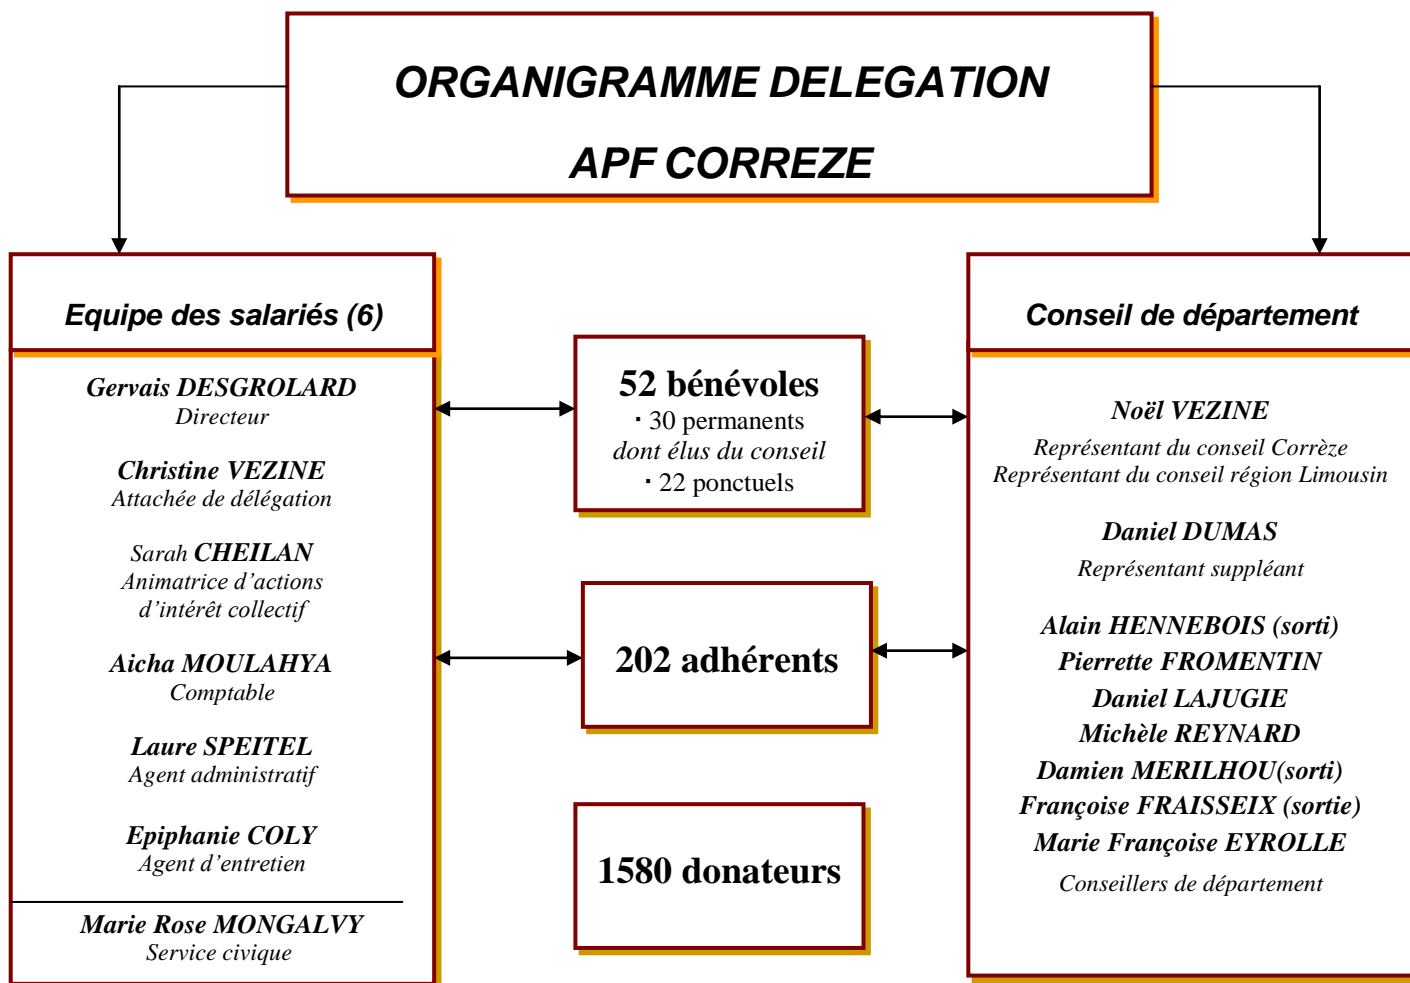 ORGANIGRAMME DELEGATION
APF CORREZE
Equipe des salariés (6)
Gervais DESGROLARD
Directeur
Christine VEZINE
Attachée de délégation
Sarah CHEILAN
Animatrice d’actions
d’intérêt collectif
Aicha MOULAHYA
Comptable
Laure SPEITEL
Agent administratif
Epiphanie COLY
Agent d’entretien
Marie Rose MONGALVY
Service civique
52 bénévoles
▪ 30 permanents
dont élus du conseil
▪ 22 ponctuels
202 adhérents
1580 donateurs
Conseil de département
Noël VEZINE
Représentant du conseil Corrèze
Représentant du conseil région Limousin
Daniel DUMAS
Représentant suppléant
Alain HENNEBOIS (sorti)
Pierrette FROMENTIN
Daniel LAJUGIE
Michèle REYNARD
Damien MERILHOU(sorti)
Françoise FRAISSEIX (sortie)
Marie Françoise EYROLLE
Conseillers de département